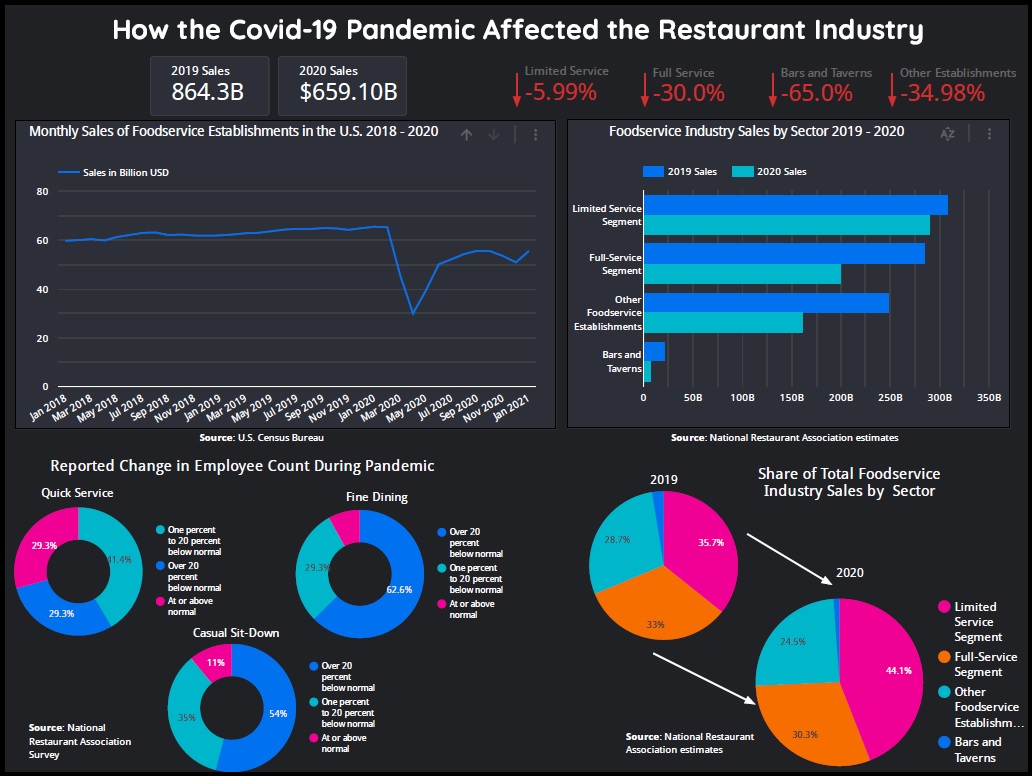 How the Covid-19 Pandemic Affected the Restaurant Industry
2019 Sales
864.3B
2020 Sales
$659.10B
Limited Service
-5.99%
Full Service
-30.0%
Bars and Taverns
-65.0%
Other Establishments
-34.98%
Monthly Sales of Foodservice Establishments in the U.S. 2018 - 2020
Sales in Billion USD
80
60
40
20
0
Jan 2018
Mar 2018
May 2018
Jul 2018
Sep 2018
Nov 2018
Jan 2019
Mar 2019
May 2019
Jul 2019
Sep 2019
Nov 2019
Jan 2020
Mar 2020
May 2020
Jul 2020
Sep 2020
Nov 2020
Jan 2021
Source: U.S. Census Bureau
Foodservice Industry Sales by Sector 2019 - 2020
AZ
2019 Sales
2020 Sales
Limited Service
Segment
Full-Service
Segment
Other
Foodservice
Establishments
Bars and
Taverns
0
50B
100B
150B
200B
250B
300B
350B
Source: National Restaurant Association estimates
Reported Change in Employee Count During Pandemic
Quick Service
29.3%
41.4%
29.3%
One percent
to 20 percent
below normal
Over 20
percent
below normal
At or above
normal
Fine Dining
29.3%
62.6%
Over 20
percent
below normal
One percent
to 20 percent
below normal
At or above
normal
Casual Sit-Down
11%
35%
54%
Over 20
percent
below normal
One percent
to 20 percent
below normal
At or above
normal
Source: National
Restaurant Association
Survey
Share of Total Foodservice
Industry Sales by Sector
2019
28.7%
35.7%
33%
2020
24.5%
44.1%
30.3%
Limited
Service
Segment
Full-Service
Segment
Other
Foodservice
Establishm...
Bars and
Taverns
Source: National Restaurant
Association estimates